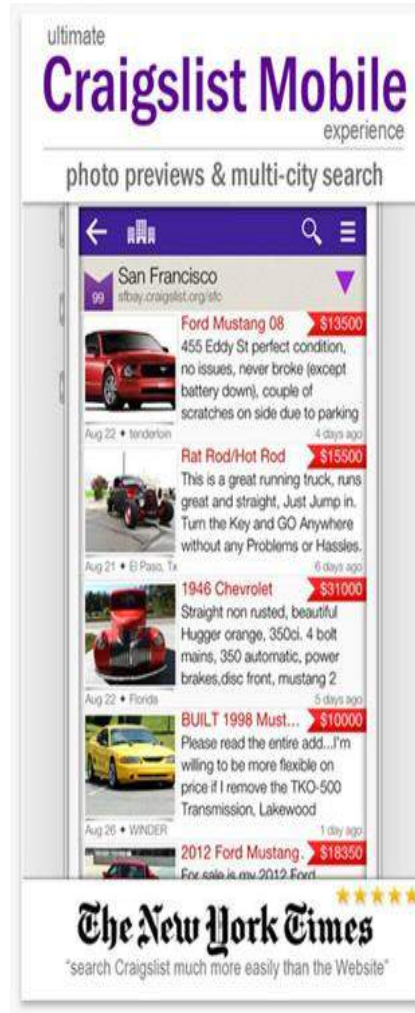 ultimate
Craigslist Mobile
experience
photo previews & multi-city search
San Francisco
99
sfbay.craigslist.org/sfc
Ford Mustang 08 $13500
455 Eddy St perfect condition,
no issues, never broke (except
battery down), couple of
scratches on side due to parking
Aug 22 ♦ tenderloin 4 days ago
Rat Rod/Hot Rod $15500
This is a great running truck, runs
great and straight, Just Jump in.
Turn the Key and GO Anywhere
without any Problems or Hassles.
Aug 21 ♦ El Paso, Tx 6 days ago
1946 Chevrolet $31000
Straight non rusted, beautiful
Hugger orange, 350ci. 4 bolt
mains, 350 automatic, power
brakes,disc front, mustang 2
Aug 22 ♦ Florida 5 days ago
BUILT 1998 Must... $10000
Please read the entire add...I'm
willing to be more flexible on
price if I remove the TKO-500
Transmission, Lakewood
Aug 26 ♦ WINDER 1 day ago
2012 Ford Mustang. $18350
For sale is my 2012 Ford
The New York Times
"search Craigslist much more easily than the Website"